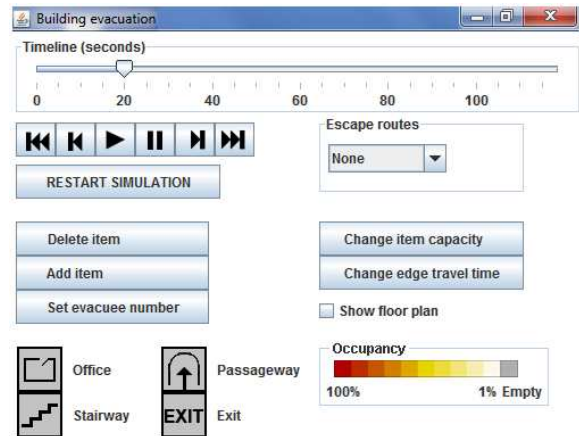 Building evacuation
Timeline (seconds)
0 20 40 60 80 100
Escape routes
None
RESTART SIMULATION
Delete item
Change item capacity
Add item
Change edge travel time
Set evacuee number
Show floor plan
Occupancy
Office
Passageway
100% 1% Empty
Stairway
EXIT
Exit